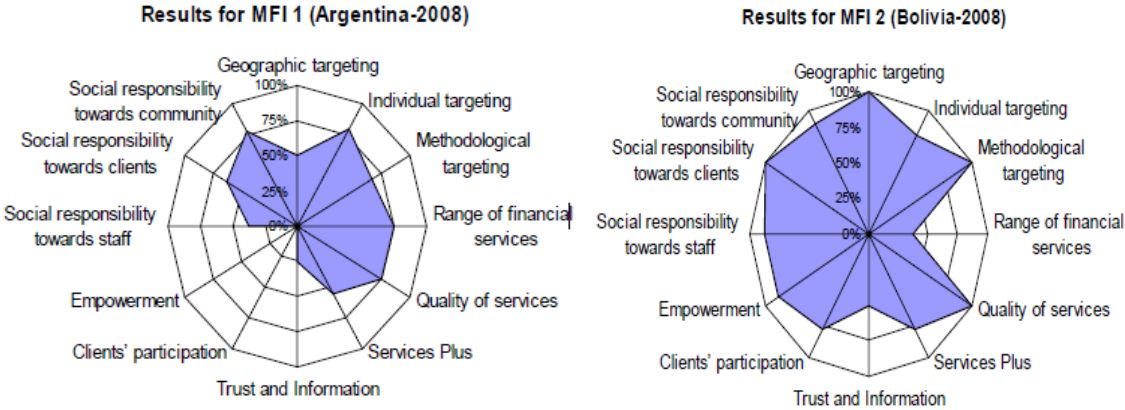 Results for MFI 1 (Argentina-2008)
Geographic targeting
100%
Social responsibility
towards community
Individual targeting
75%
Social responsibility
towards clients
Methodological
targeting
50%
25%
Social responsibility
towards staff
0%
Range of financial
services
Empowerment
Quality of services
Clients' participation
Services Plus
Trust and Information
Results for MFI 2 (Bolivia-2008)
Geographic targeting
100%
Social responsibility
towards community
Individual targeting
75%
Social responsibility
towards clients
Methodological
targeting
50%
25%
Social responsibility
towards staff
0%
Range of financial
services
Empowerment
Quality of services
Clients' participation
Services Plus
Trust and Information